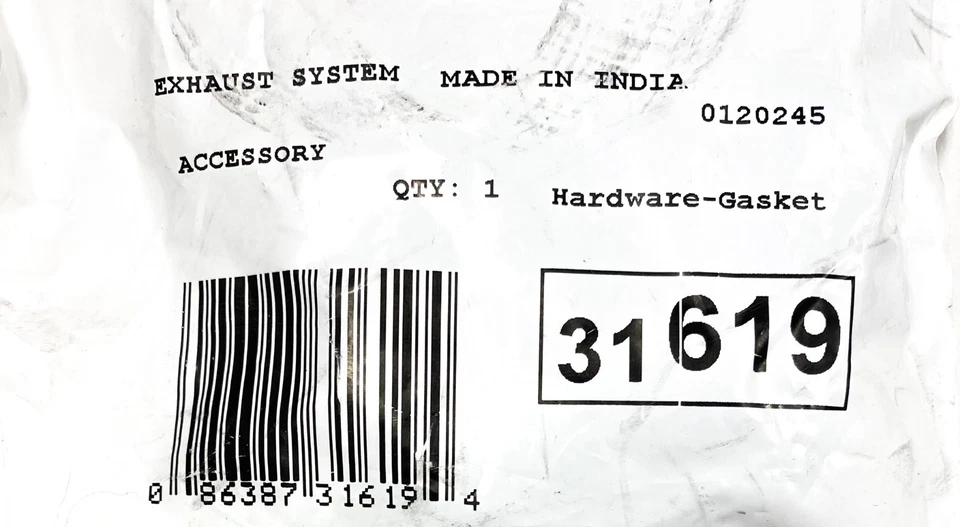 EXHAUST SYSTEM MADE IN INDIA
0120245
ACCESSORY
QTY: 1 Hardware-Gasket
31619
0 86387 31619 4